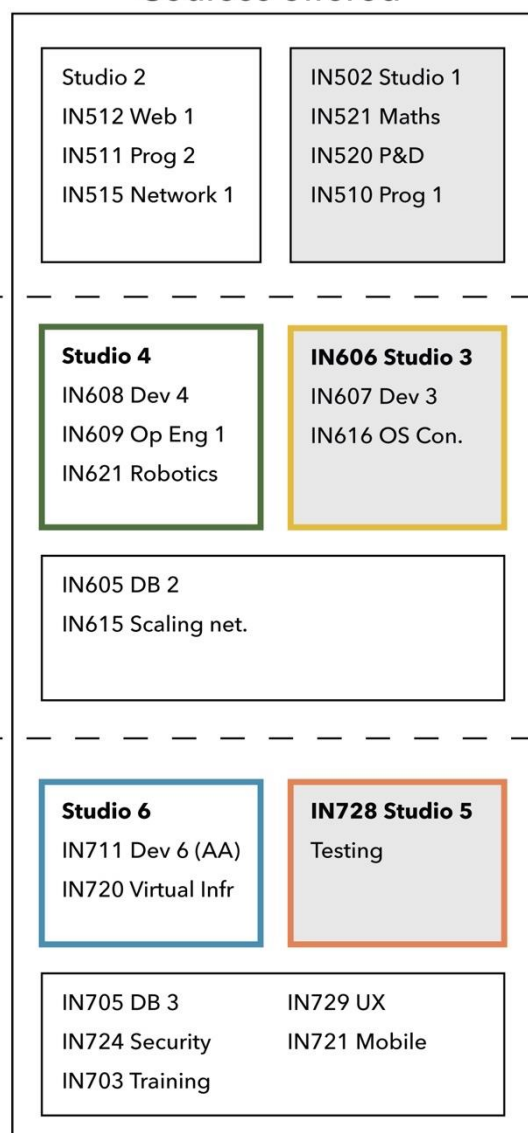 offered
Studio 2
IN512 Web 1
IN511 Prog 2
IN515 Network 1
IN502 Studio 1
IN521 Maths
IN520 P&D
IN510 Prog 1
Studio 4
IN608 Dev 4
IN609 Op Eng 1
IN621 Robotics
IN606 Studio 3
IN607 Dev 3
IN616 OS Con.
IN605 DB 2
IN615 Scaling net.
Studio 6
IN711 Dev 6 (AA)
IN720 Virtual Infr
IN728 Studio 5
Testing
IN705 DB 3
IN724 Security
IN703 Training
IN729 UX
IN721 Mobile